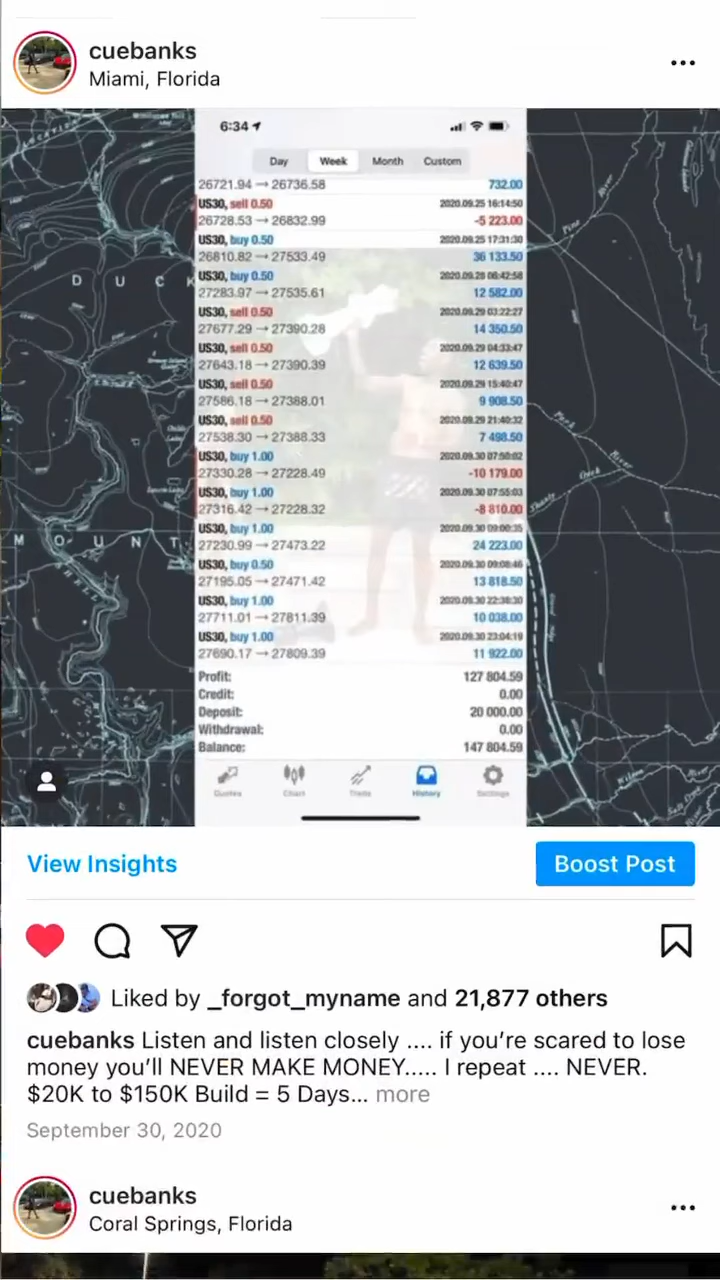 cuebanks
Miami, Florida
6:34
Day Week Month Custom
26721.94 → 26736.58 732.00
US30, sell 0.50 2020.09.25 16:14:50
26728.53 → 26832.99 -5 223.00
US30, buy 0.50 2020.09.25 17:31:30
26810.82 → 27533.49 36 133.50
US30, buy 0.50 2020.09.28 06:42:58
27283.97 → 27535.61 12 582.00
US30, sell 0.50 2020.09.29 03:22:27
27677.29 → 27390.28 14 350.50
US30, sell 0.50 2020.09.29 04:33:47
27643.18 → 27390.39 12 639.50
US30, sell 0.50 2020.09.29 15:40:47
27586.18 → 27388.01 9 908.50
US30, sell 0.50 2020.09.29 21:40:32
27538.30 → 27388.33 7 498.50
US30, buy 1.00 2020.09.30 07:50:02
27330.28 → 27228.49 -10 179.00
US30, buy 1.00 2020.09.30 07:55:03
27316.42 → 27228.32 -8 810.00
US30, buy 1.00 2020.09.30 09:00:35
27230.99 → 27473.22 24 223.00
US30, buy 0.50 2020.09.30 09:08:46
27195.05 → 27471.42 13 818.50
US30, buy 1.00 2020.09.30 22:38:30
27711.01 → 27811.39 10 038.00
US30, buy 1.00 2020.09.30 23:04:19
27690.17 → 27809.39 11 922.00
Profit: 127 804.59
Credit: 0.00
Deposit: 20 000.00
Withdrawal: 0.00
Balance: 147 804.59
Quotes Chart Trade History Settings
DUCK
MOUNT
River
River
View Insights Boost Post
Liked by _forgot_myname and 21,877 others
cuebanks Listen and listen closely .... if you're scared to lose
money you'll NEVER MAKE MONEY..... I repeat .... NEVER.
$20K to $150K Build = 5 Days... more
September 30, 2020
cuebanks
Coral Springs, Florida